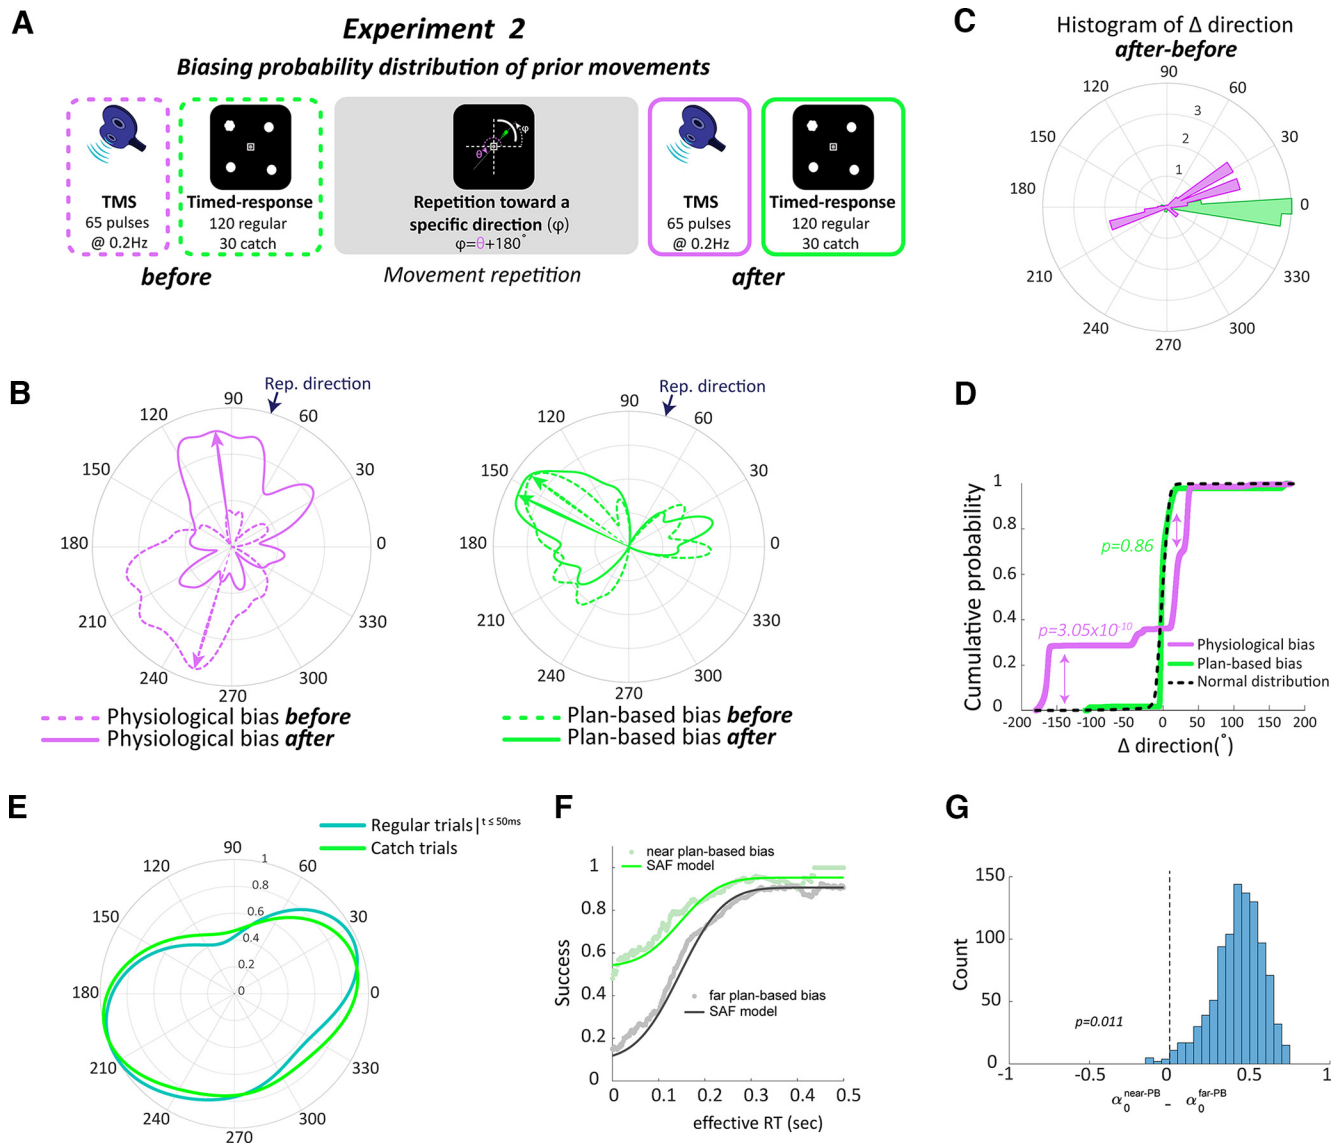 A
Experiment 2
Biasing probability distribution of prior movements
TMS
65 pulses
@ 0.2Hz
Timed-response
120 regular
30 catch
before
φ
θ
Repetition toward a
specific direction (φ)
φ=θ+180°
Movement repetition
TMS
65 pulses
@ 0.2Hz
Timed-response
120 regular
30 catch
after
C
Histogram of Δ direction
after-before
90
120
60
150
30
180
0
210
330
240
300
270
1
2
3
B
Rep. direction
90
120
60
150
30
180
0
210
330
240
300
270
Physiological bias before
Physiological bias after
Rep. direction
90
120
60
150
30
180
0
210
330
240
300
270
Plan-based bias before
Plan-based bias after
D
Cumulative probability
1
0.8
0.6
0.4
0.2
0
p=0.86
p=3.05x10-10
Physiological bias
Plan-based bias
Normal distribution
-200 -150 -100 -50 0 50 100 150 200
Δ direction(°)
E
Regular trials| t ≤ 50ms
Catch trials
90
120
60
150
30
180
0
210
330
240
300
270
1
0.8
0.6
0.4
0.2
0
F
Success
1
0.8
0.6
0.4
0.2
0
near plan-based bias
SAF model
far plan-based bias
SAF model
0 0.1 0.2 0.3 0.4 0.5
effective RT (sec)
G
Count
150
100
50
0
p=0.011
-1 -0.5 0 0.5 1
α0near-PB - α0far-PB